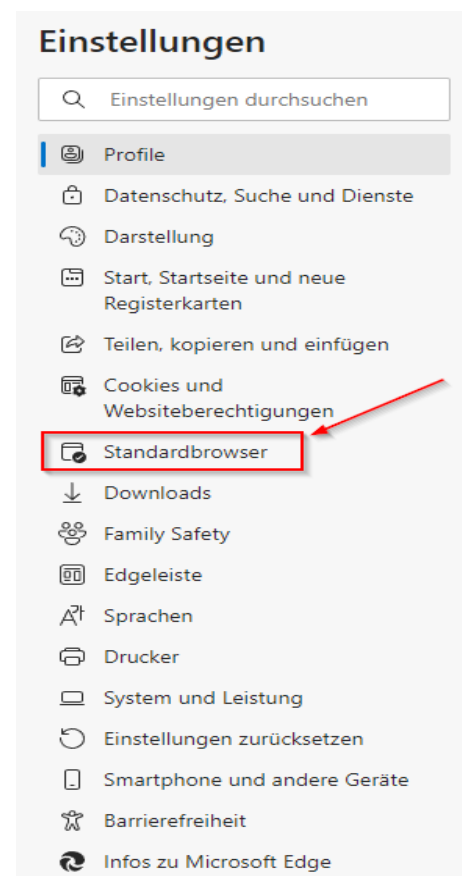 Einstellungen
Einstellungen durchsuchen
Profile
Datenschutz, Suche und Dienste
Darstellung
Start, Startseite und neue
Registerkarten
Teilen, kopieren und einfügen
Cookies und
Websiteberechtigungen
Standardbrowser
Downloads
Family Safety
Edgeleiste
Sprachen
Drucker
System und Leistung
Einstellungen zurücksetzen
Smartphone und andere Geräte
Barrierefreiheit
Infos zu Microsoft Edge